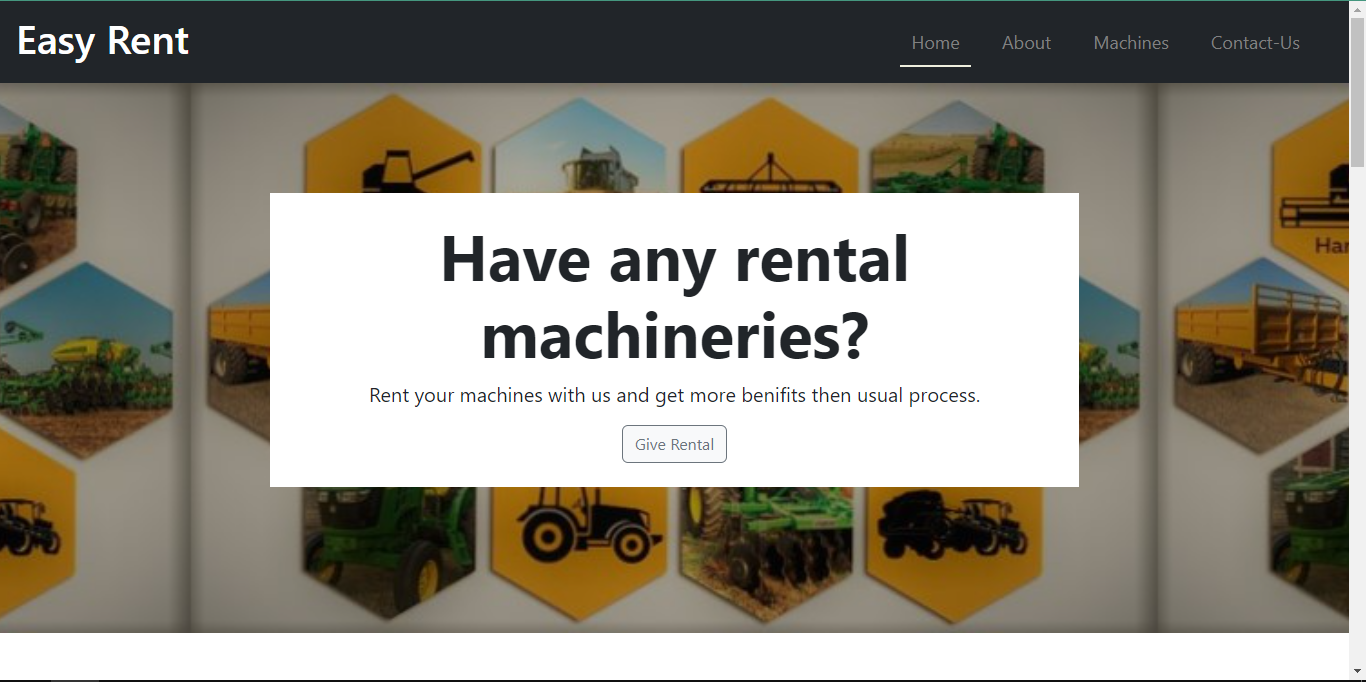 Easy Rent
Home About Machines Contact-Us
Have any rental
machineries?
Rent your machines with us and get more benifits then usual process.
Give Rental